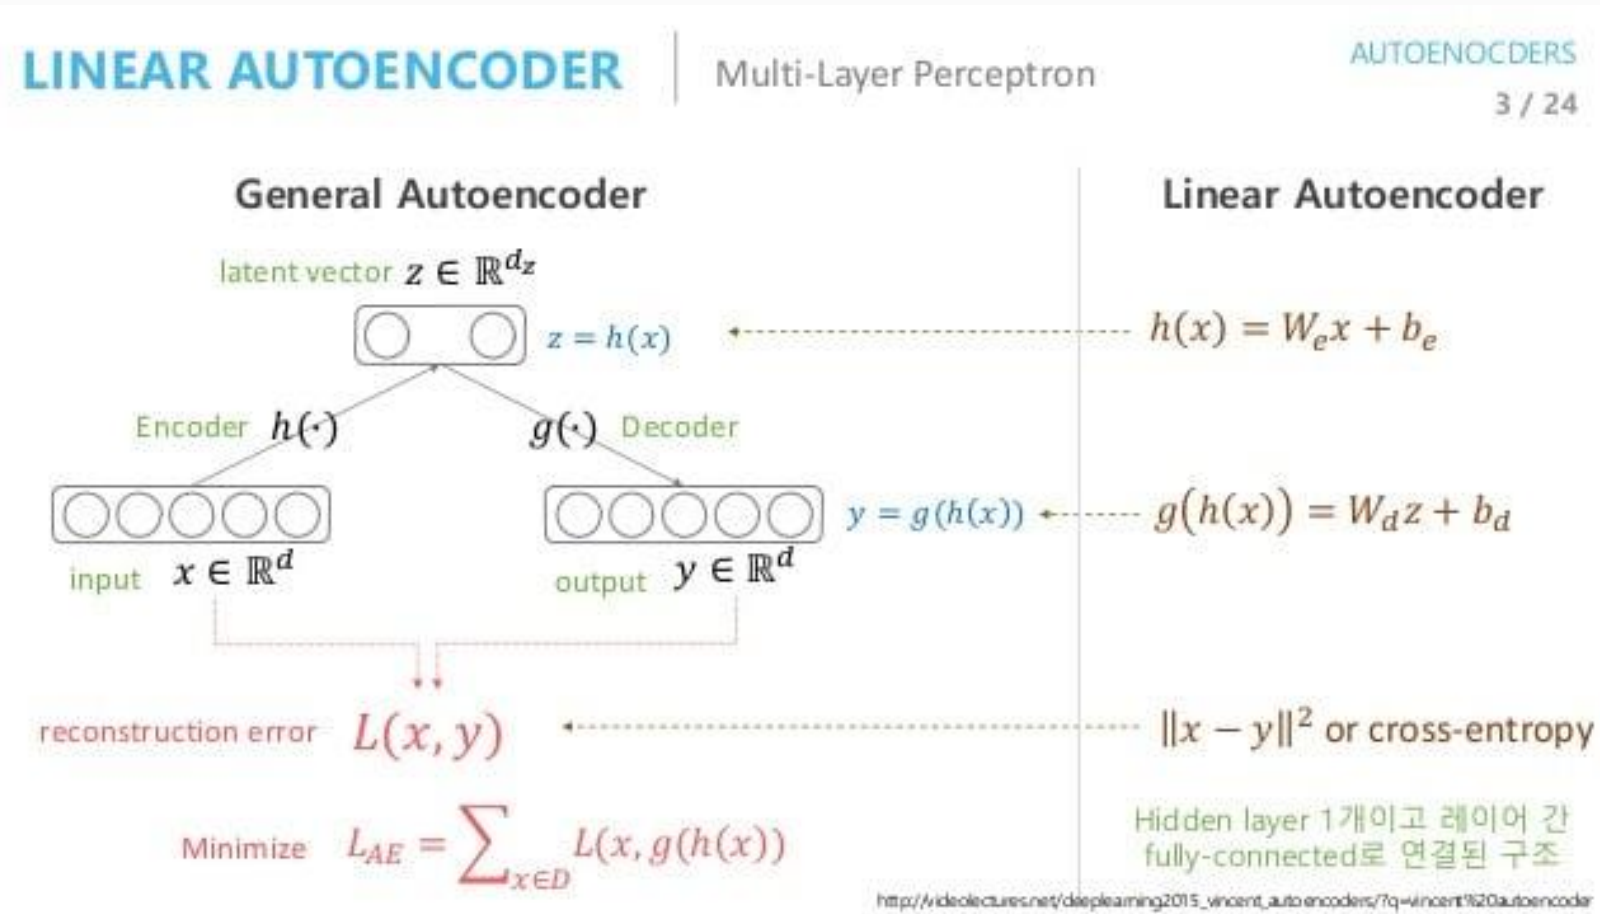 LINEAR AUTOENCODER
Multi-Layer Perceptron
AUTOENOCDERS
3 / 24
General Autoencoder
Linear Autoencoder
latent vector z ∈ ℝ^{d_z}
z = h(x)
h(x) = W_e x + b_e
Encoder h(·)
g(·) Decoder
y = g(h(x))
g(h(x)) = W_d z + b_d
input x ∈ ℝ^d
output y ∈ ℝ^d
reconstruction error L(x, y)
‖x − y‖² or cross-entropy
Minimize L_{AE} = ∑_{x∈D} L(x, g(h(x))
Hidden layer 1개이고 레이어 간
fully-connected로 연결된 구조
http://videolectures.net/deeplearning2015_vincent_autoencoders/?q=vincent%20autoencoder